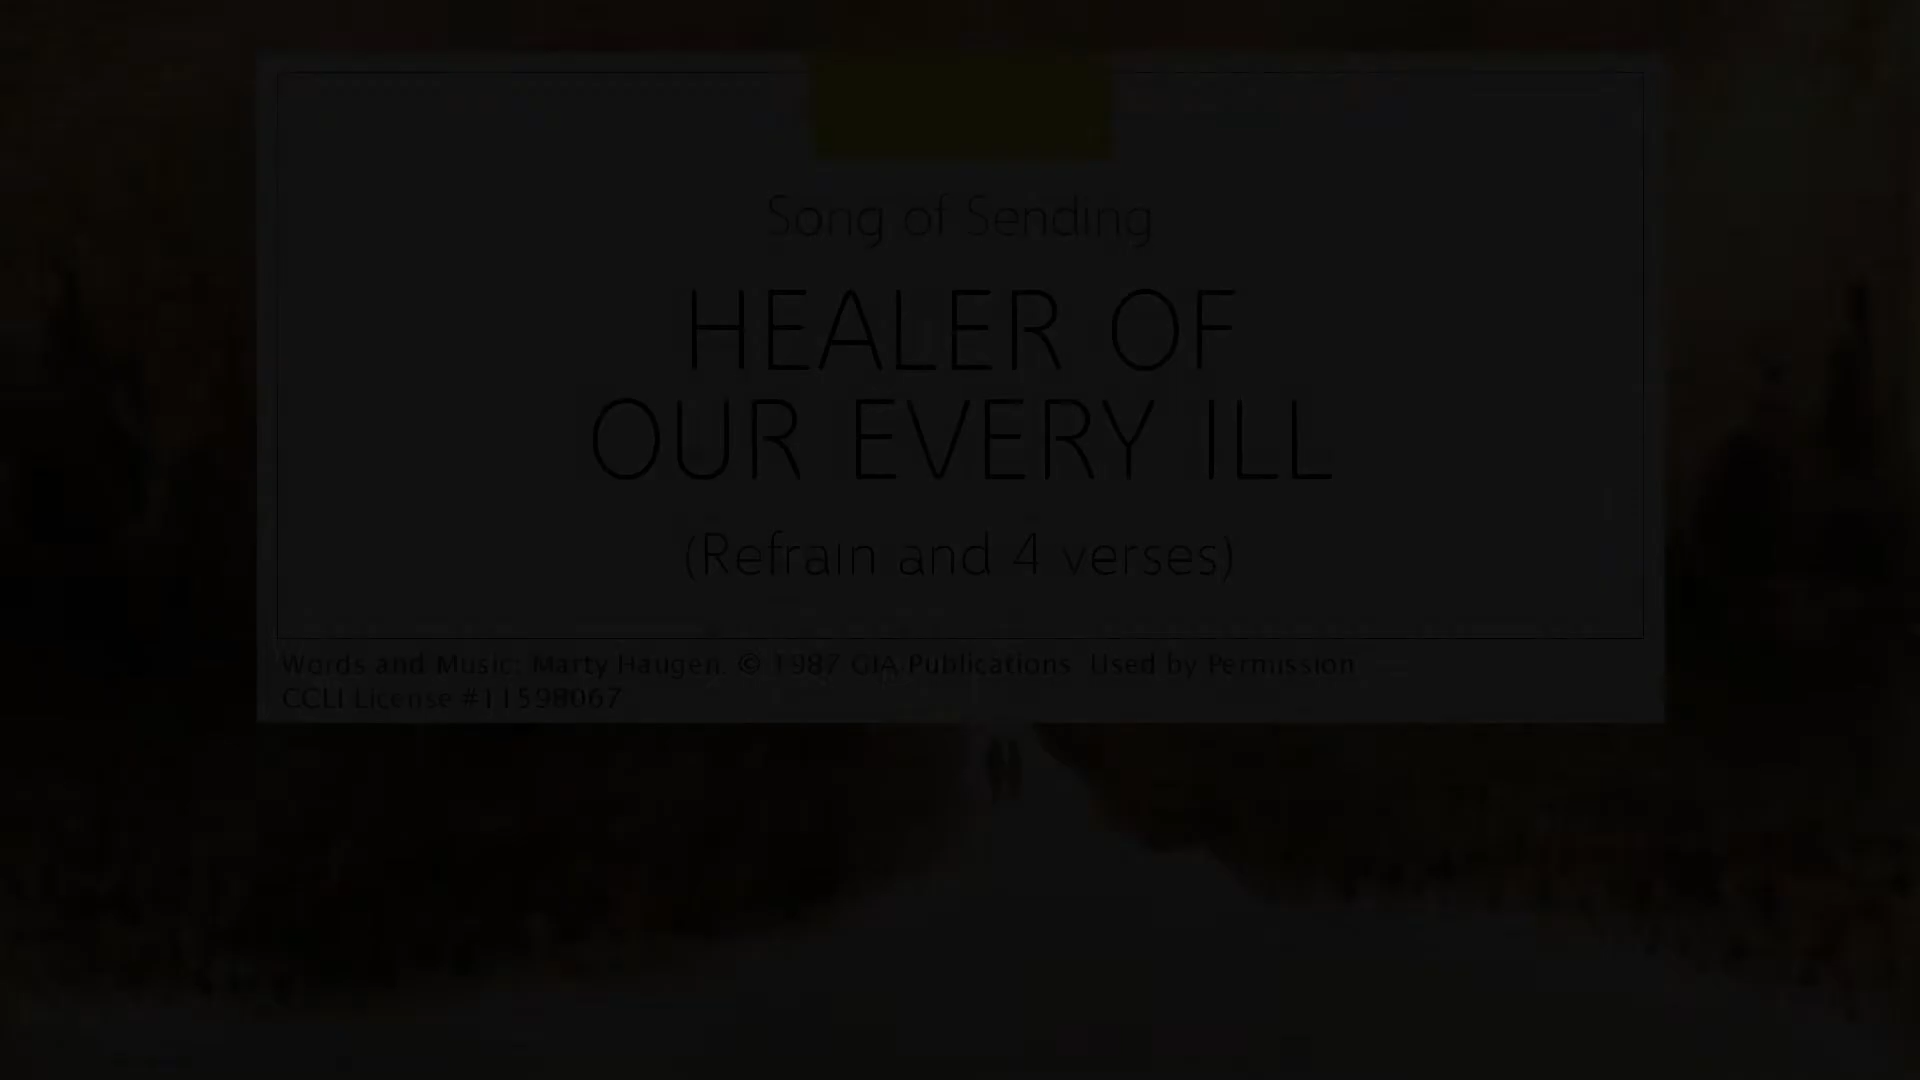 Song of Sending
HEALER OF
OUR EVERY ILL
(Refrain and 4 verses)
Words and Music: Marty Haugen. © 1987 GIA Publications. Used by Permission
CCLI License #11598067